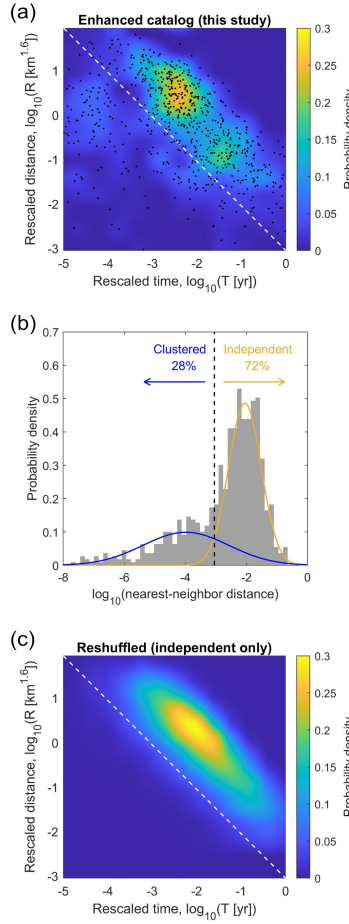 (a)
Enhanced catalog (this study)
Rescaled distance, log10(R [km^1.6])
1
0
-1
-2
-3
-5 -4 -3 -2 -1 0
Rescaled time, log10(T [yr])
0.3
0.25
0.2
0.15
0.1
0.05
0
Probability density
(b)
Probability density
0.7
0.6
0.5
0.4
0.3
0.2
0.1
0
Clustered
28%
Independent
72%
-8 -6 -4 -2 0
log10(nearest-neighbor distance)
(c)
Reshuffled (independent only)
Rescaled distance, log10(R [km^1.6])
1
0
-1
-2
-3
-5 -4 -3 -2 -1 0
Rescaled time, log10(T [yr])
0.3
0.25
0.2
0.15
0.1
0.05
0
Probability density